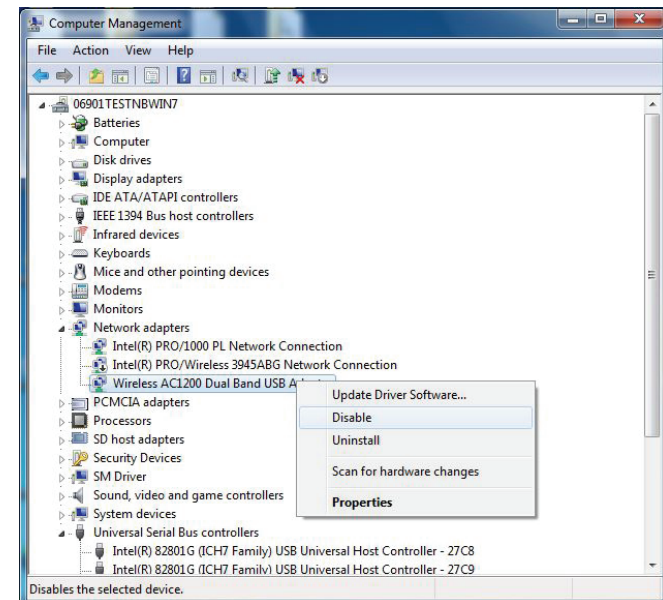 Computer Management
File Action View Help
06901TESTNBWIN7
Batteries
Computer
Disk drives
Display adapters
IDE ATA/ATAPI controllers
IEEE 1394 Bus host controllers
Infrared devices
Keyboards
Mice and other pointing devices
Modems
Monitors
Network adapters
Intel(R) PRO/1000 PL Network Connection
Intel(R) PRO/Wireless 3945ABG Network Connection
Wireless AC1200 Dual Band USB
Update Driver Software...
PCMCIA adapters
Disable
Processors
Uninstall
SD host adapters
Security Devices
Scan for hardware changes
SM Driver
Sound, video and game controllers
Properties
System devices
Universal Serial Bus controllers
Intel(R) 82801G (ICH7 Family) USB Universal Host Controller - 27C8
Intel(R) 82801G (ICH7 Family) USB Universal Host Controller - 27C9
Disables the selected device.